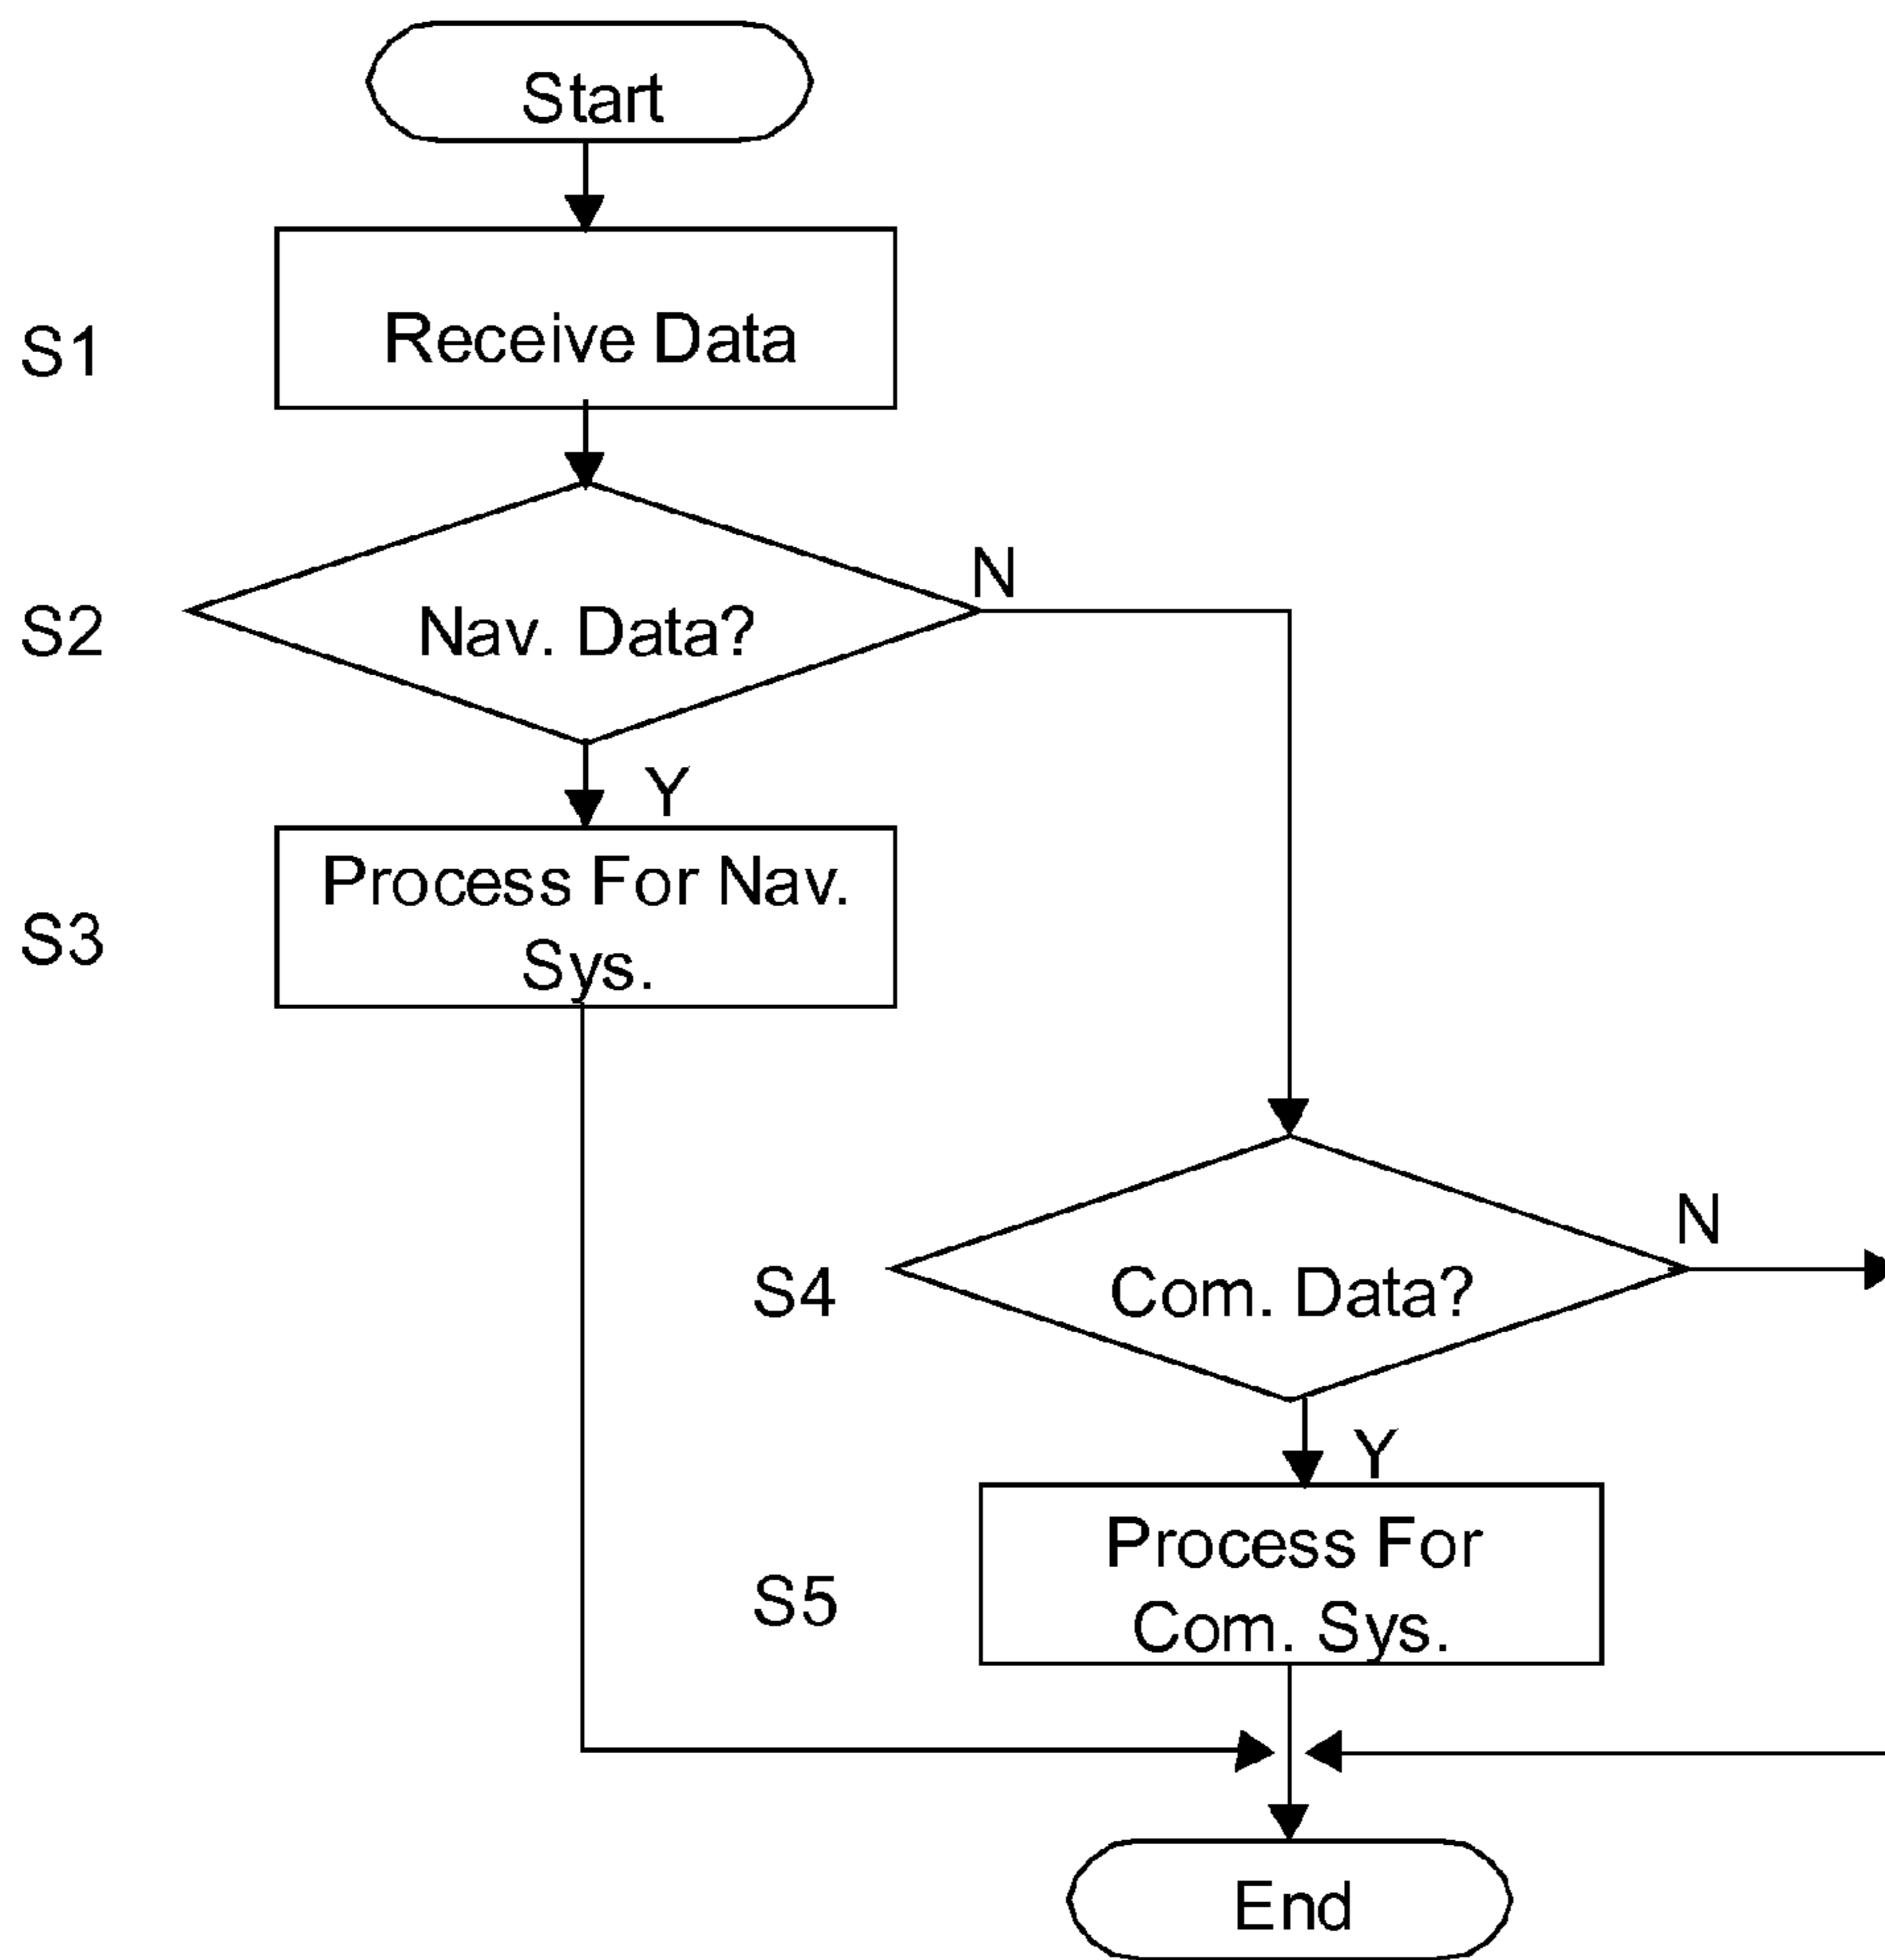 Start
S1
Receive Data
N
S2
Nav. Data?
Y
Process For Nav.
S3
Sys.
N
S4
Com. Data?
Y
Process For
S5
Com. Sys.
End